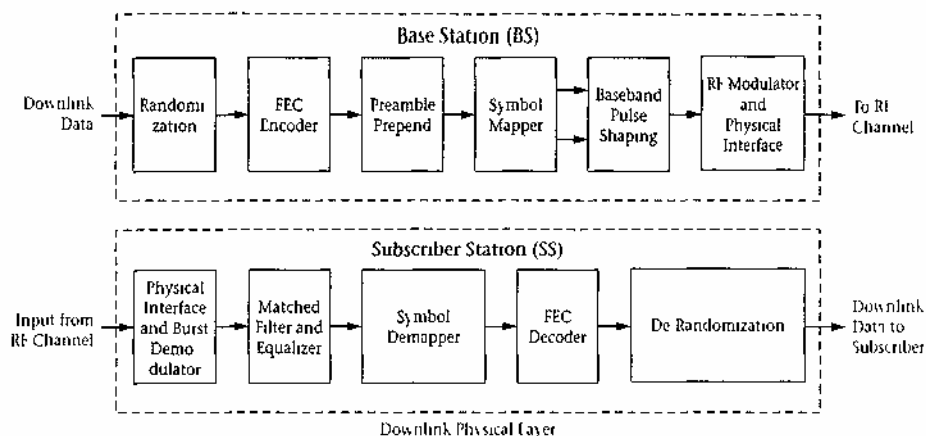 Base Station (BS)
Downlink
Data
Randomi
zation
FEC
Encoder
Preamble
Prepend
Symbol
Mapper
Baseband
Pulse
Shaping
RF Modulator
and
Physical
Interface
To RF
Channel
Subscriber Station (SS)
Input from
RF Channel
Physical
Interface
and Burst
Demo
dulator
Matched
Filter and
Equalizer
Symbol
Demapper
FEC
Decoder
De Randomization
Downlink
Data to
Subscriber
Downlink Physical Layer